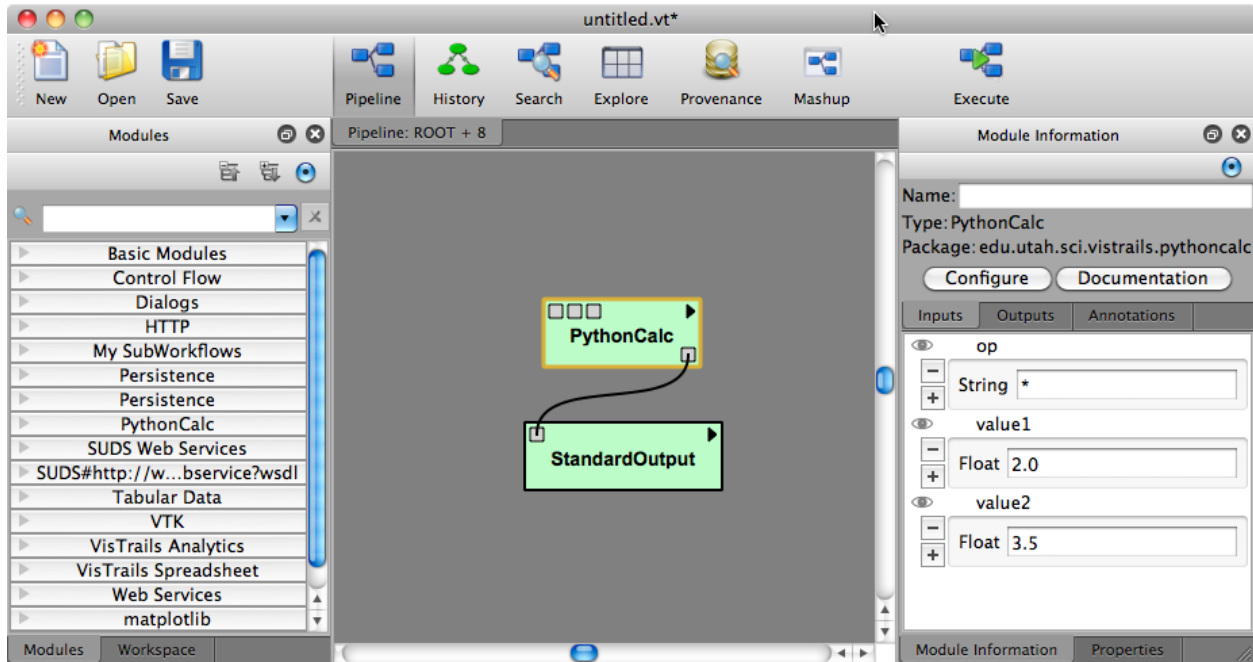 untitled.vt*
New Open Save Pipeline History Search Explore Provenance Mashup Execute
Modules
Basic Modules
Control Flow
Dialogs
HTTP
My SubWorkflows
Persistence
Persistence
PythonCalc
SUDS Web Services
SUDS#http://w...bservice?wsdl
Tabular Data
VTK
VisTrails Analytics
VisTrails Spreadsheet
Web Services
matplotlib
Modules Workspace
Pipeline: ROOT + 8
PythonCalc
StandardOutput
Module Information
Name:
Type: PythonCalc
Package: edu.utah.sci.vistrails.pythoncalc
Configure Documentation
Inputs Outputs Annotations
op
String *
value1
Float 2.0
value2
Float 3.5
Module Information Properties